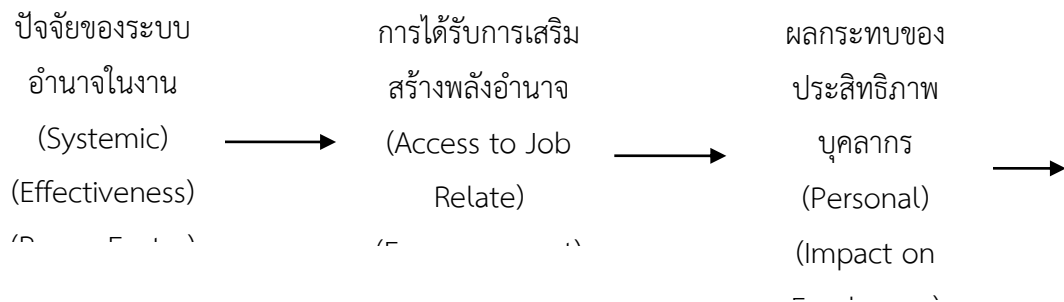 ปัจจัยของระบบ
อำนาจในงาน
(Systemic)
(Effectiveness)
การได้รับการเสริม
สร้างพลังอำนาจ
(Access to Job
Relate)
ผลกระทบของ
ประสิทธิภาพ
บุคลากร
(Personal)
(Impact on